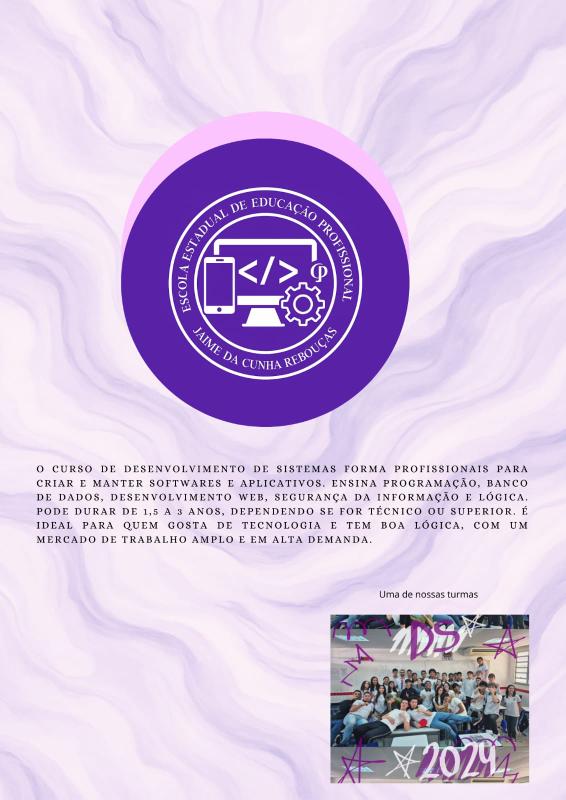 ESCOLA ESTADUAL DE EDUCAÇÃO PROFISSIONAL
</>
JAIME DA CUNHA REBOUÇAS
O CURSO DE DESENVOLVIMENTO DE SISTEMAS FORMA PROFISSIONAIS PARA
CRIAR E MANTER SOFTWARES E APLICATIVOS. ENSINA PROGRAMAÇÃO, BANCO
DE DADOS, DESENVOLVIMENTO WEB, SEGURANÇA DA INFORMAÇÃO E LÓGICA.
PODE DURAR DE 1,5 A 3 ANOS, DEPENDENDO SE FOR TÉCNICO OU SUPERIOR. É
IDEAL PARA QUEM GOSTA DE TECNOLOGIA E TEM BOA LÓGICA, COM UM
MERCADO DE TRABALHO AMPLO E EM ALTA DEMANDA.
Uma de nossas turmas
DS
2024